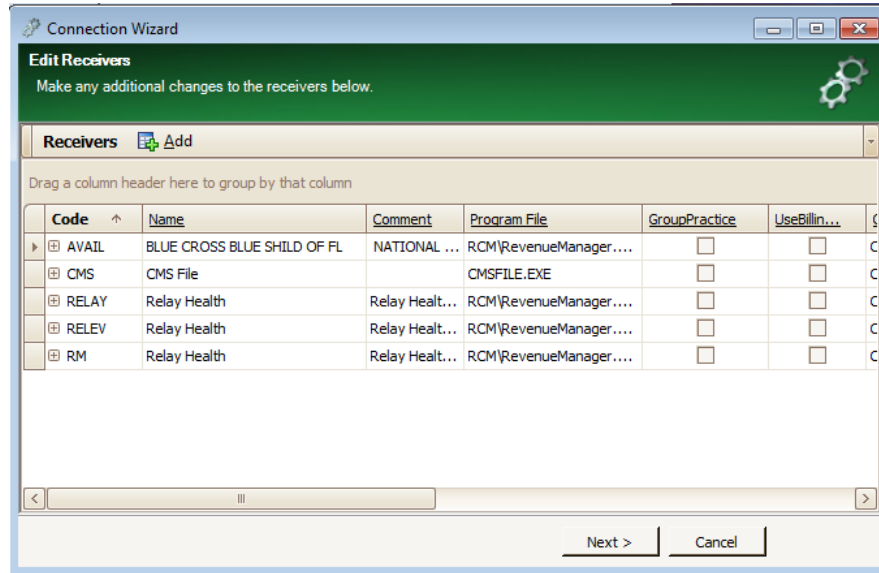 Connection Wizard
Edit Receivers
Make any additional changes to the receivers below.
Receivers Add
Drag a column header here to group by that column
Code Name Comment Program File GroupPractice UseBillin...
AVAIL BLUE CROSS BLUE SHILD OF FL NATIONAL ... RCM\RevenueManager....
CMS CMS File CMSFILE.EXE
RELAY Relay Health Relay Healt... RCM\RevenueManager....
RELEV Relay Health Relay Healt... RCM\RevenueManager....
RM Relay Health Relay Healt... RCM\RevenueManager....
Next > Cancel